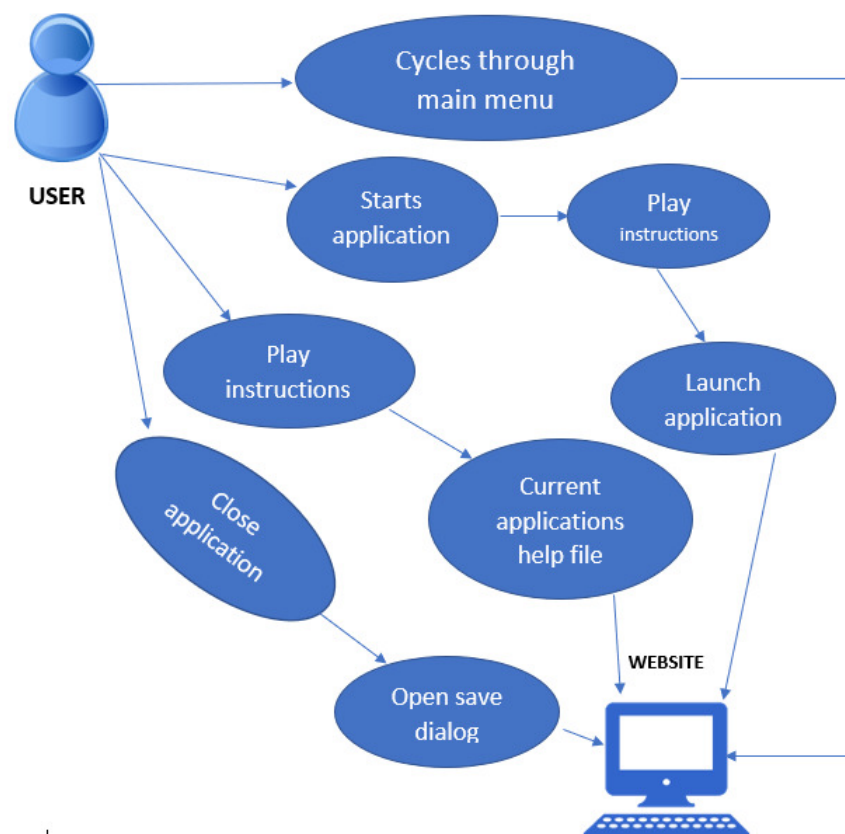 Cycles through
main menu
USER
Starts
application
Play
instructions
Play
instructions
Launch
application
Close
application
Current
applications
help file
WEBSITE
Open save
dialog